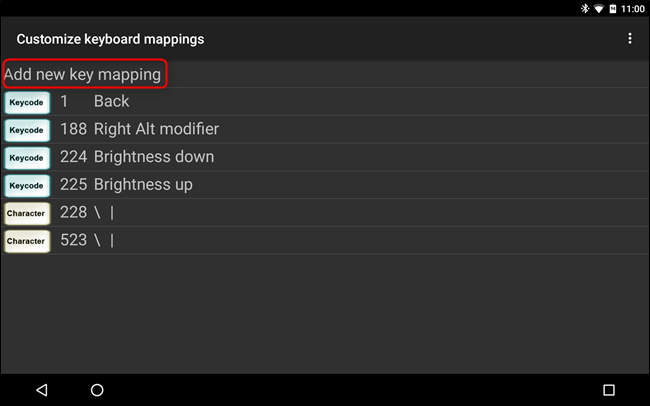 11:00
Customize keyboard mappings
Add new key mapping
Keycode 1 Back
Keycode 188 Right Alt modifier
Keycode 224 Brightness down
Keycode 225 Brightness up
Character 228 \ |
Character 523 \ |